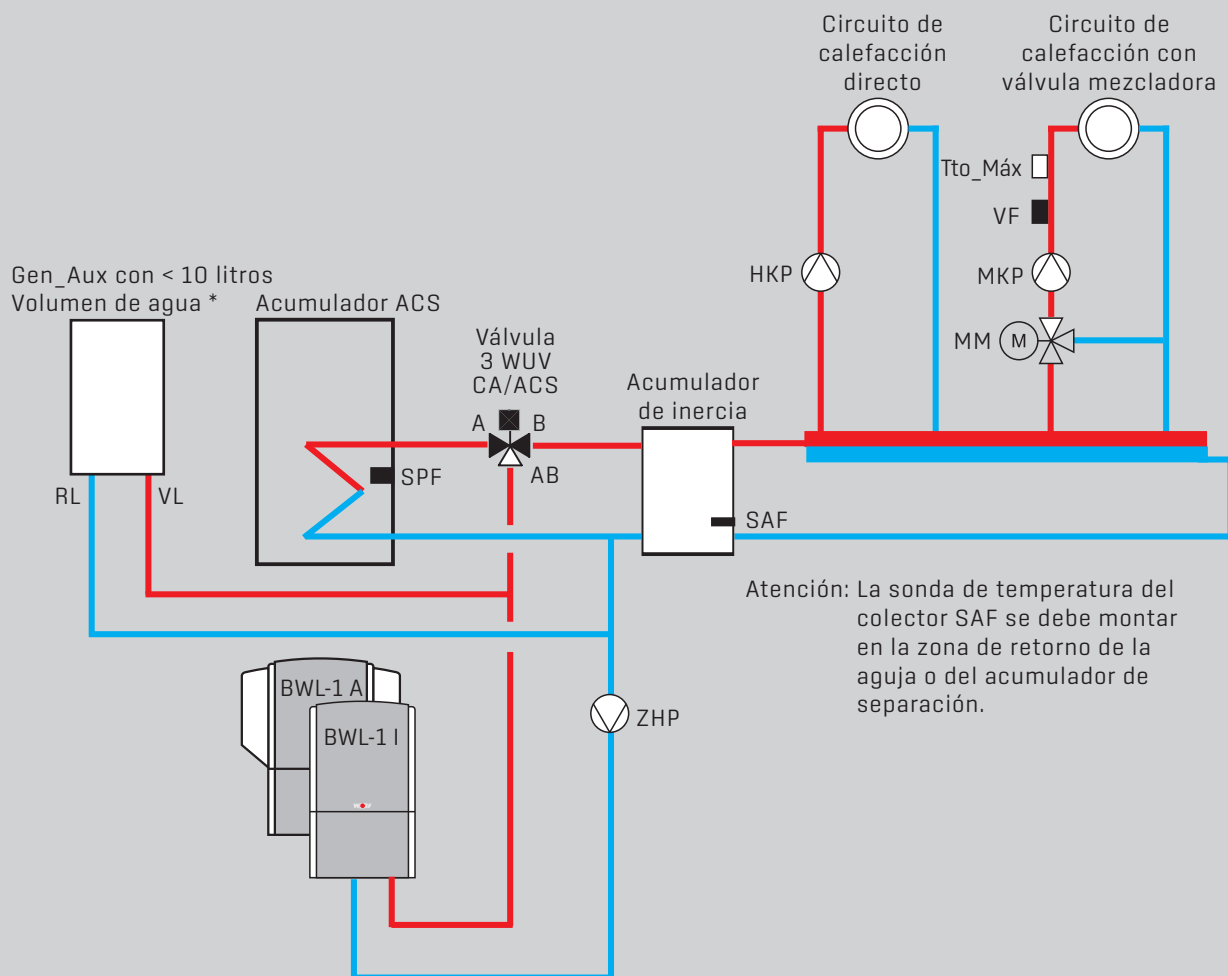 Circuito de
calefacción
directo
Circuito de
calefacción con
válvula mezcladora
Tto_Máx
VF
HKP
MKP
MM
M
Gen_Aux con < 10 litros
Volumen de agua *
Acumulador ACS
Válvula
3 WUV
CA/ACS
A
B
AB
Acumulador
de inercia
RL
VL
SPF
SAF
Atención: La sonda de temperatura del
colector SAF se debe montar
en la zona de retorno de la
aguja o del acumulador de
separación.
BWL-1 A
BWL-1 I
ZHP